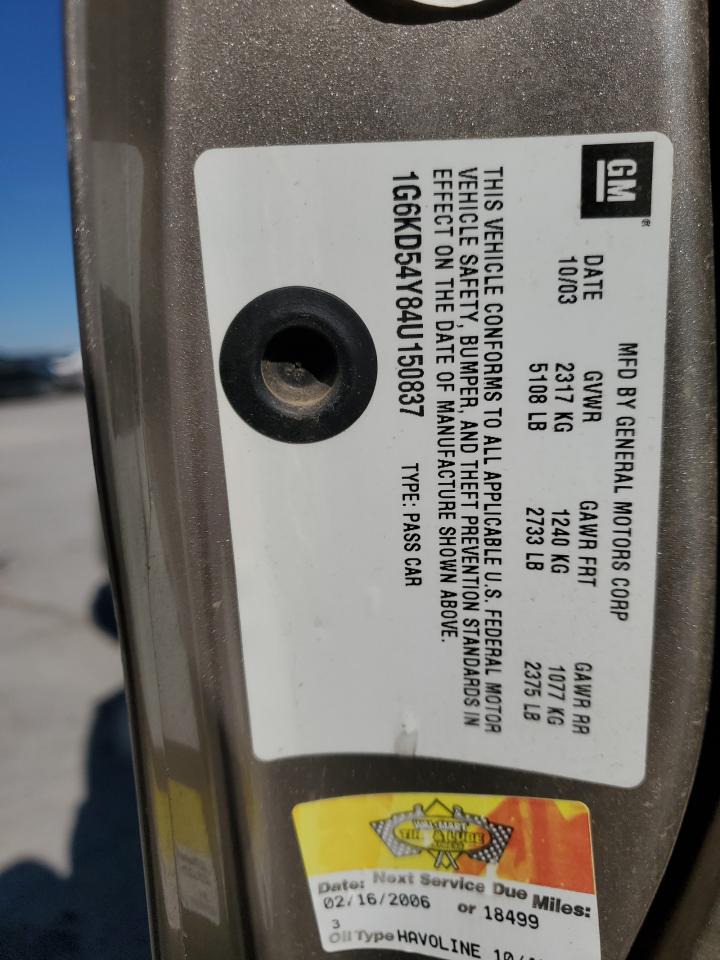 GM
MFD BY GENERAL MOTORS CORP
DATE GVWR GAWR FRT GAWR RR
10/03 2317 KG 1240 KG 1077 KG
5108 LB 2733 LB 2375 LB
THIS VEHICLE CONFORMS TO ALL APPLICABLE U.S. FEDERAL MOTOR
VEHICLE SAFETY, BUMPER, AND THEFT PREVENTION STANDARDS IN
EFFECT ON THE DATE OF MANUFACTURE SHOWN ABOVE.
1G6KD54Y84U150837 TYPE: PASS CAR
WAL-MART
& LUBE
Next Service Due
Date: Miles:
02/16/2006 or 18499
3
Oil Type HAVOLINE